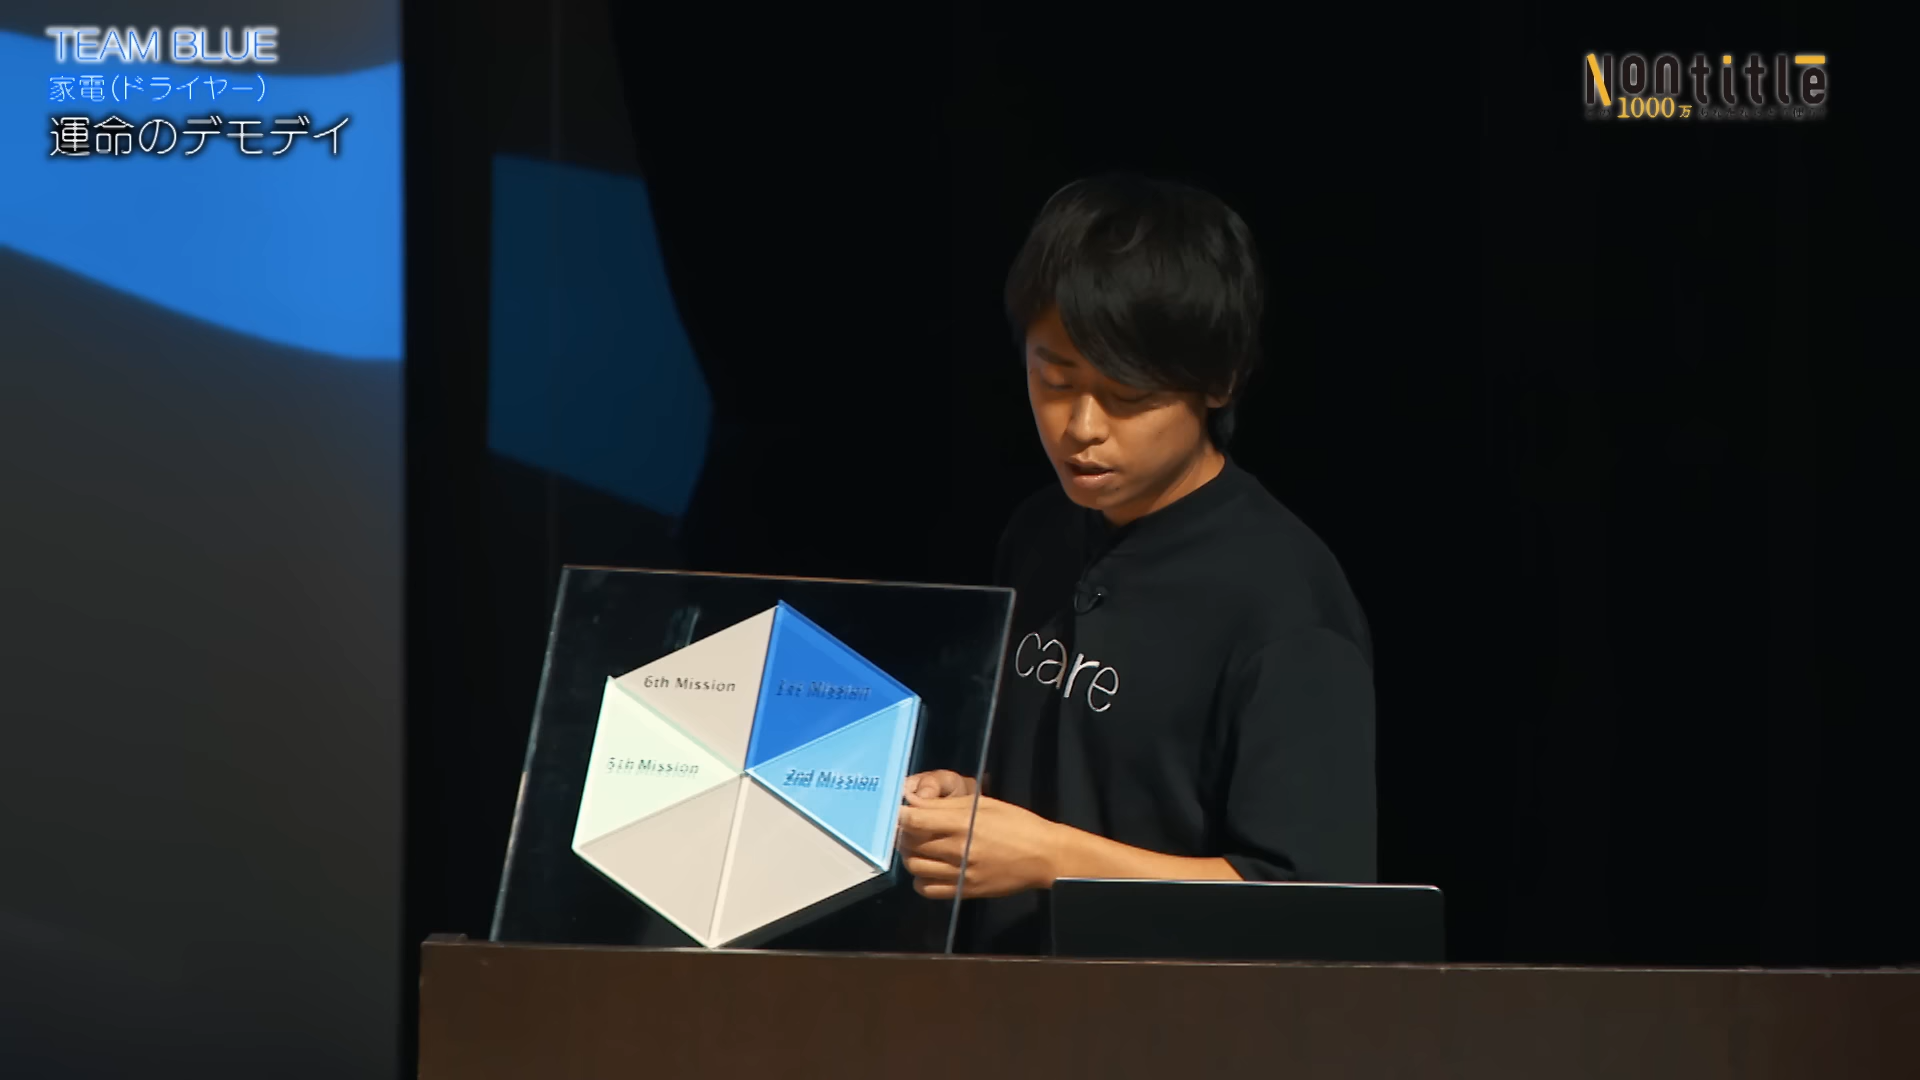 TEAM BLUE
家電(ドライヤー)
運命のデモデイ
Nontitle
1000万
care
6th Mission
1st Mission
5th Mission
2nd Mission